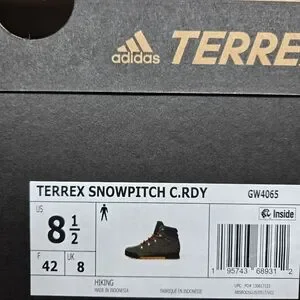 adidas TERREX
TERREX SNOWPITCH C.RDY GW4065
US
8 1/2
F
42
UK
8
Inside
1 95743 68931 2
HIKING
MADE IN INDONESIA FABRIQUÉ EN INDONÉSIE